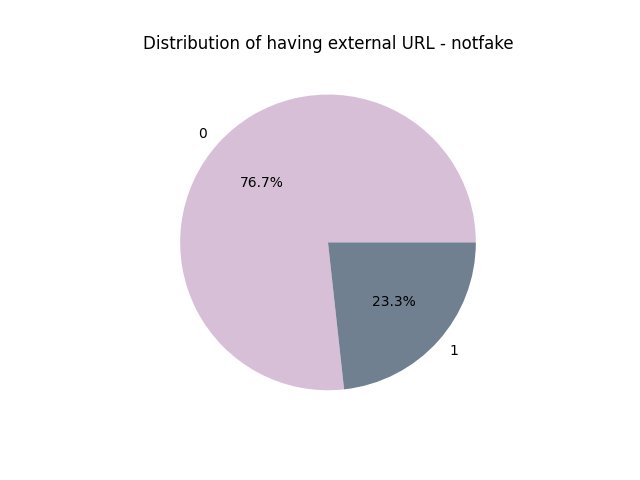 Distribution of having external URL - notfake
0
76.7%
23.3%
1